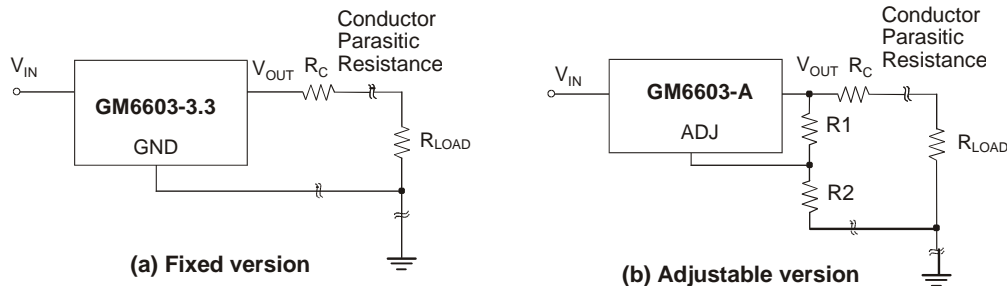 Conductor
Parasitic
Resistance
V_IN
V_OUT
R_C
GM6603-3.3
GND
R_LOAD
(a) Fixed version
Conductor
Parasitic
Resistance
V_IN
V_OUT
R_C
GM6603-A
ADJ
R1
R2
R_LOAD
(b) Adjustable version